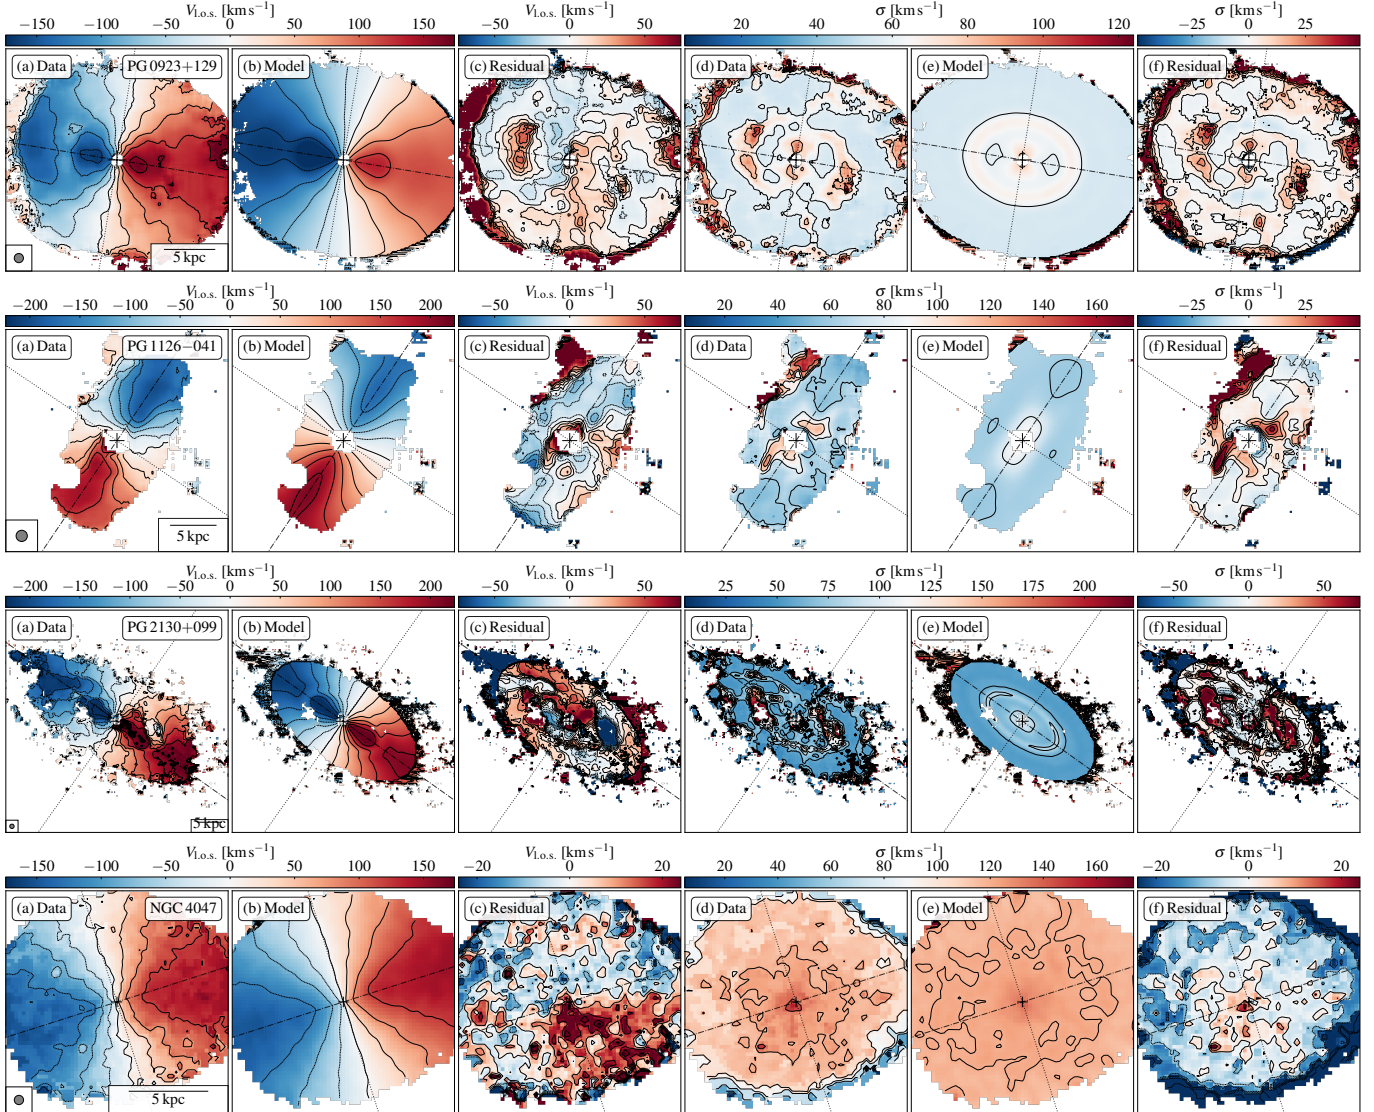 V_l.o.s. [km s⁻¹] V_l.o.s. [km s⁻¹] σ [km s⁻¹] σ [km s⁻¹]
−150 −100 −50 0 50 100 150 −50 0 50 20 40 60 80 100 120 −25 0 25
(a) Data PG 0923+129 (b) Model (c) Residual (d) Data (e) Model (f) Residual
5 kpc
V_l.o.s. [km s⁻¹] V_l.o.s. [km s⁻¹] σ [km s⁻¹] σ [km s⁻¹]
−200 −100 −50 0 50 100 200 −50 0 50 20 40 60 80 100 120 140 160 −25 0 25
(a) Data PG 1126−041 (b) Model (c) Residual (d) Data (e) Model (f) Residual
5 kpc
V_l.o.s. [km s⁻¹] V_l.o.s. [km s⁻¹] σ [km s⁻¹] σ [km s⁻¹]
−200 −100 −50 0 50 100 200 −50 0 50 25 50 75 100 125 150 175 200 −50 0 50
(a) Data PG 2130+099 (b) Model (c) Residual (d) Data (e) Model (f) Residual
5 kpc
V_l.o.s. [km s⁻¹] V_l.o.s. [km s⁻¹] σ [km s⁻¹] σ [km s⁻¹]
−150 −100 −50 0 50 100 150 −20 0 20 20 40 60 80 100 120 140 160 −20 0 20
(a) Data NGC 4047 (b) Model (c) Residual (d) Data (e) Model (f) Residual
5 kpc